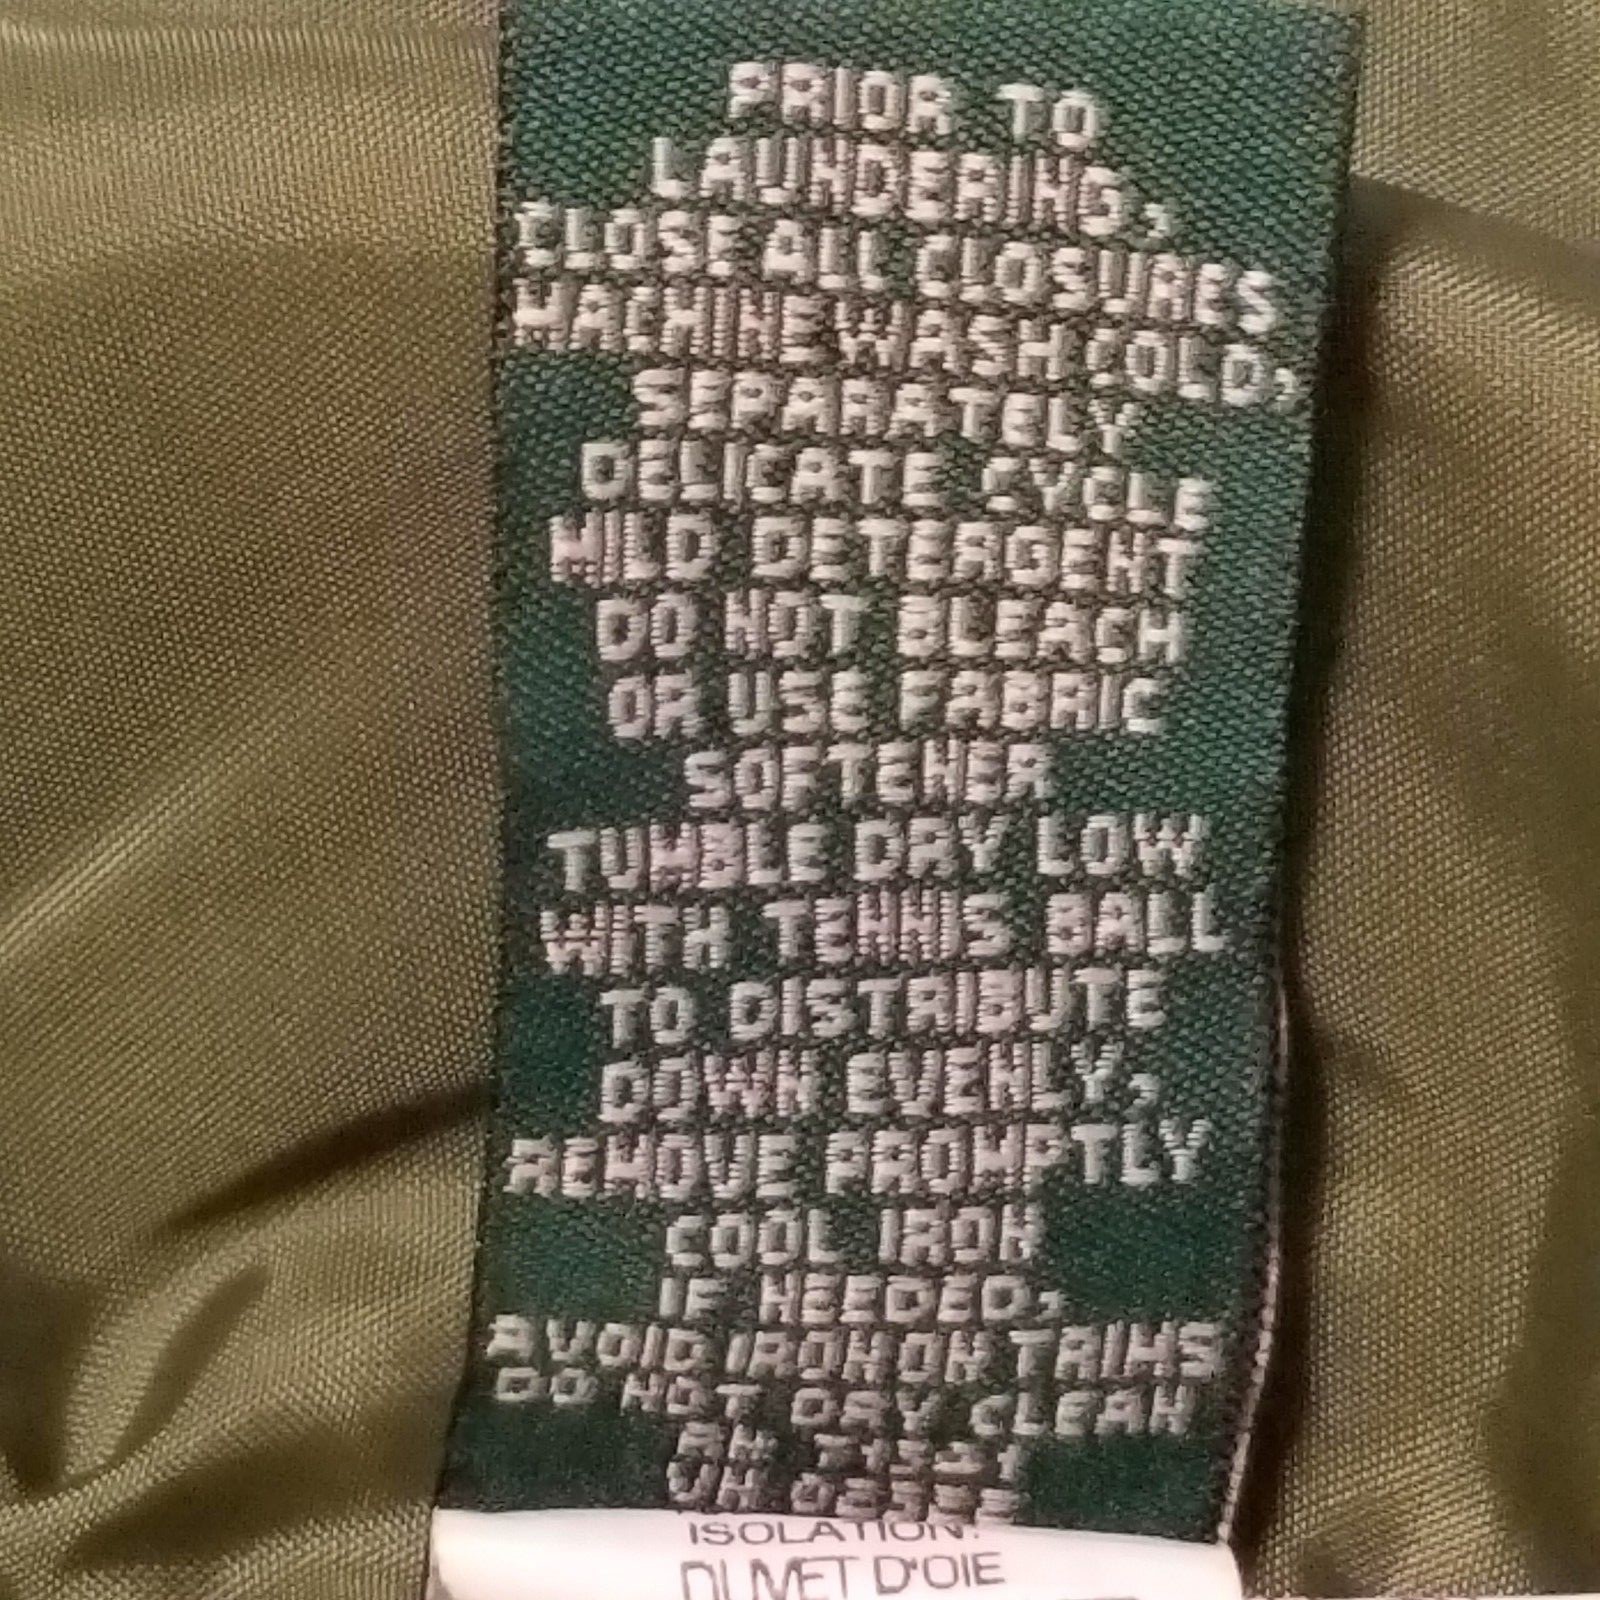 PRIOR TO
LAUNDERING,
CLOSE ALL CLOSURES
MACHINE WASH COLD,
SEPARATELY
DELICATE CYCLE
MILD DETERGENT
DO NOT BLEACH
OR USE FABRIC
SOFTENER
TUMBLE DRY LOW
WITH TENNIS BALL
TO DISTRIBUTE
DOWN EVENLY,
REMOVE PROMPTLY
COOL IRON
IF NEEDED,
AVOID IRON ON TRIMS
DO NOT DRY CLEAN
RN
ISOLATION:
DUVET D'OIE